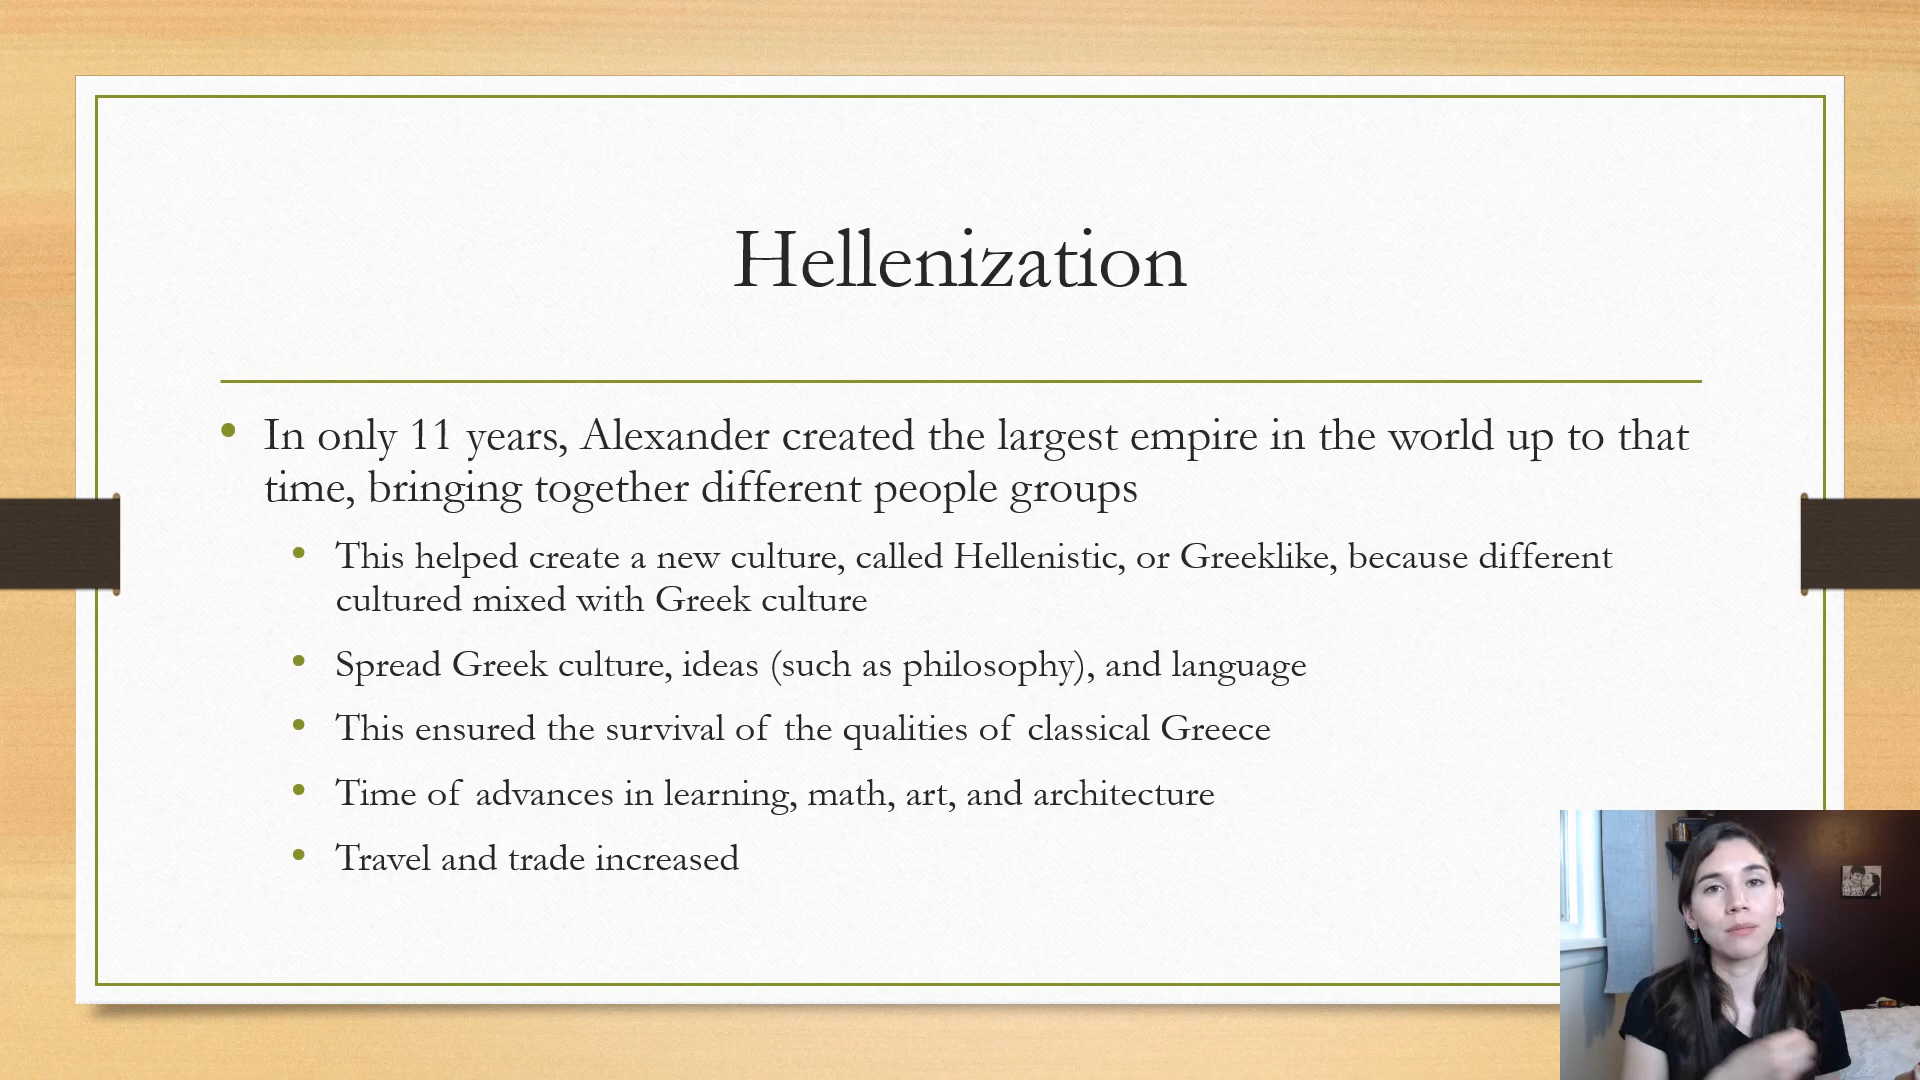 Hellenization
• In only 11 years, Alexander created the largest empire in the world up to that
time, bringing together different people groups
• This helped create a new culture, called Hellenistic, or Greeklike, because different
cultured mixed with Greek culture
• Spread Greek culture, ideas (such as philosophy), and language
• This ensured the survival of the qualities of classical Greece
• Time of advances in learning, math, art, and architecture
• Travel and trade increased